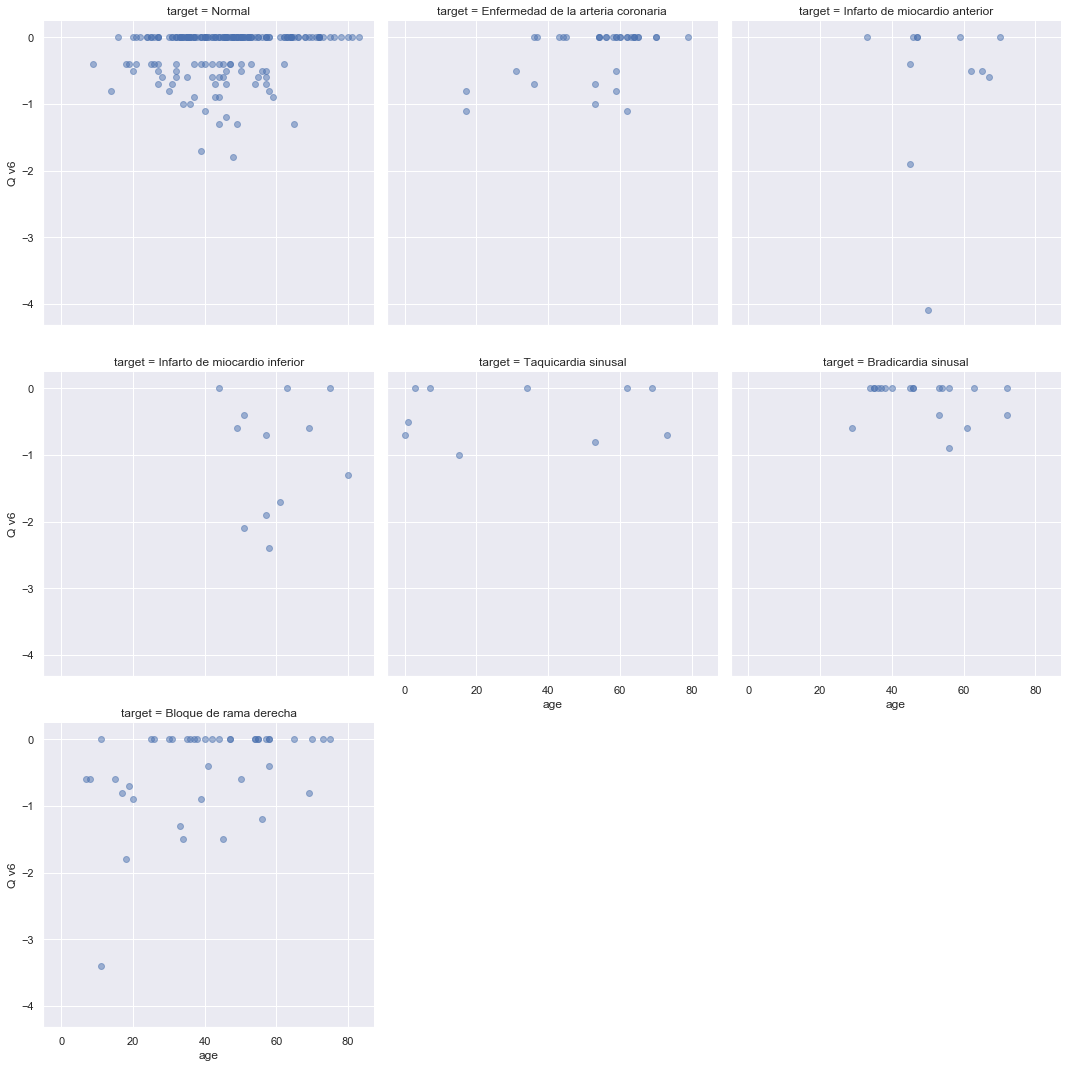 target = Normal
target = Enfermedad de la arteria coronaria
target = Infarto de miocardio anterior
0
−1
−2
−3
−4
Q v6
target = Infarto de miocardio inferior
target = Taquicardia sinusal
target = Bradicardia sinusal
0
−1
−2
−3
−4
Q v6
0 20 40 60 80
age
0 20 40 60 80
age
target = Bloque de rama derecha
0
−1
−2
−3
−4
Q v6
0 20 40 60 80
age